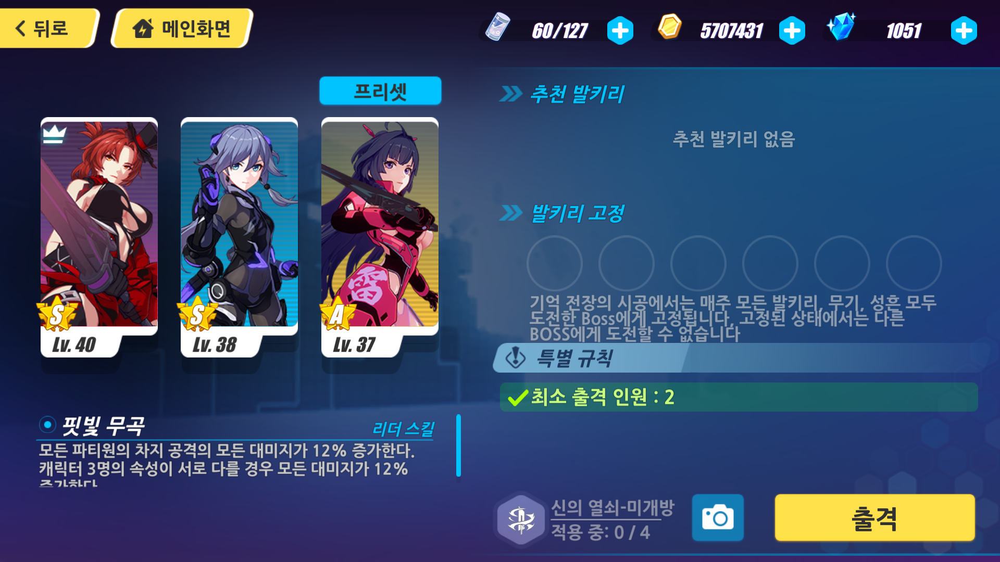 뒤로
메인화면
60/127
5707431
1051
프리셋
추천 발키리
추천 발키리 없음
발키리 고정
雷
S
Lv. 40
S
Lv. 38
A
Lv. 37
기억 전장의 시공에서는 매주 모든 발키리, 무기, 성흔 모두
도전한 Boss에게 고정됩니다, 고정된 상태에서는 다른
BOSS에게 도전할 수 없습니다
특별 규칙
최소 출격 인원 : 2
핏빛 무곡
리더 스킬
모든 파티원의 차지 공격의 모든 대미지가 12% 증가한다.
캐릭터 3명의 속성이 서로 다를 경우 모든 대미지가 12%
증가한다
신의 열쇠-미개방
적용 중: 0 / 4
출격